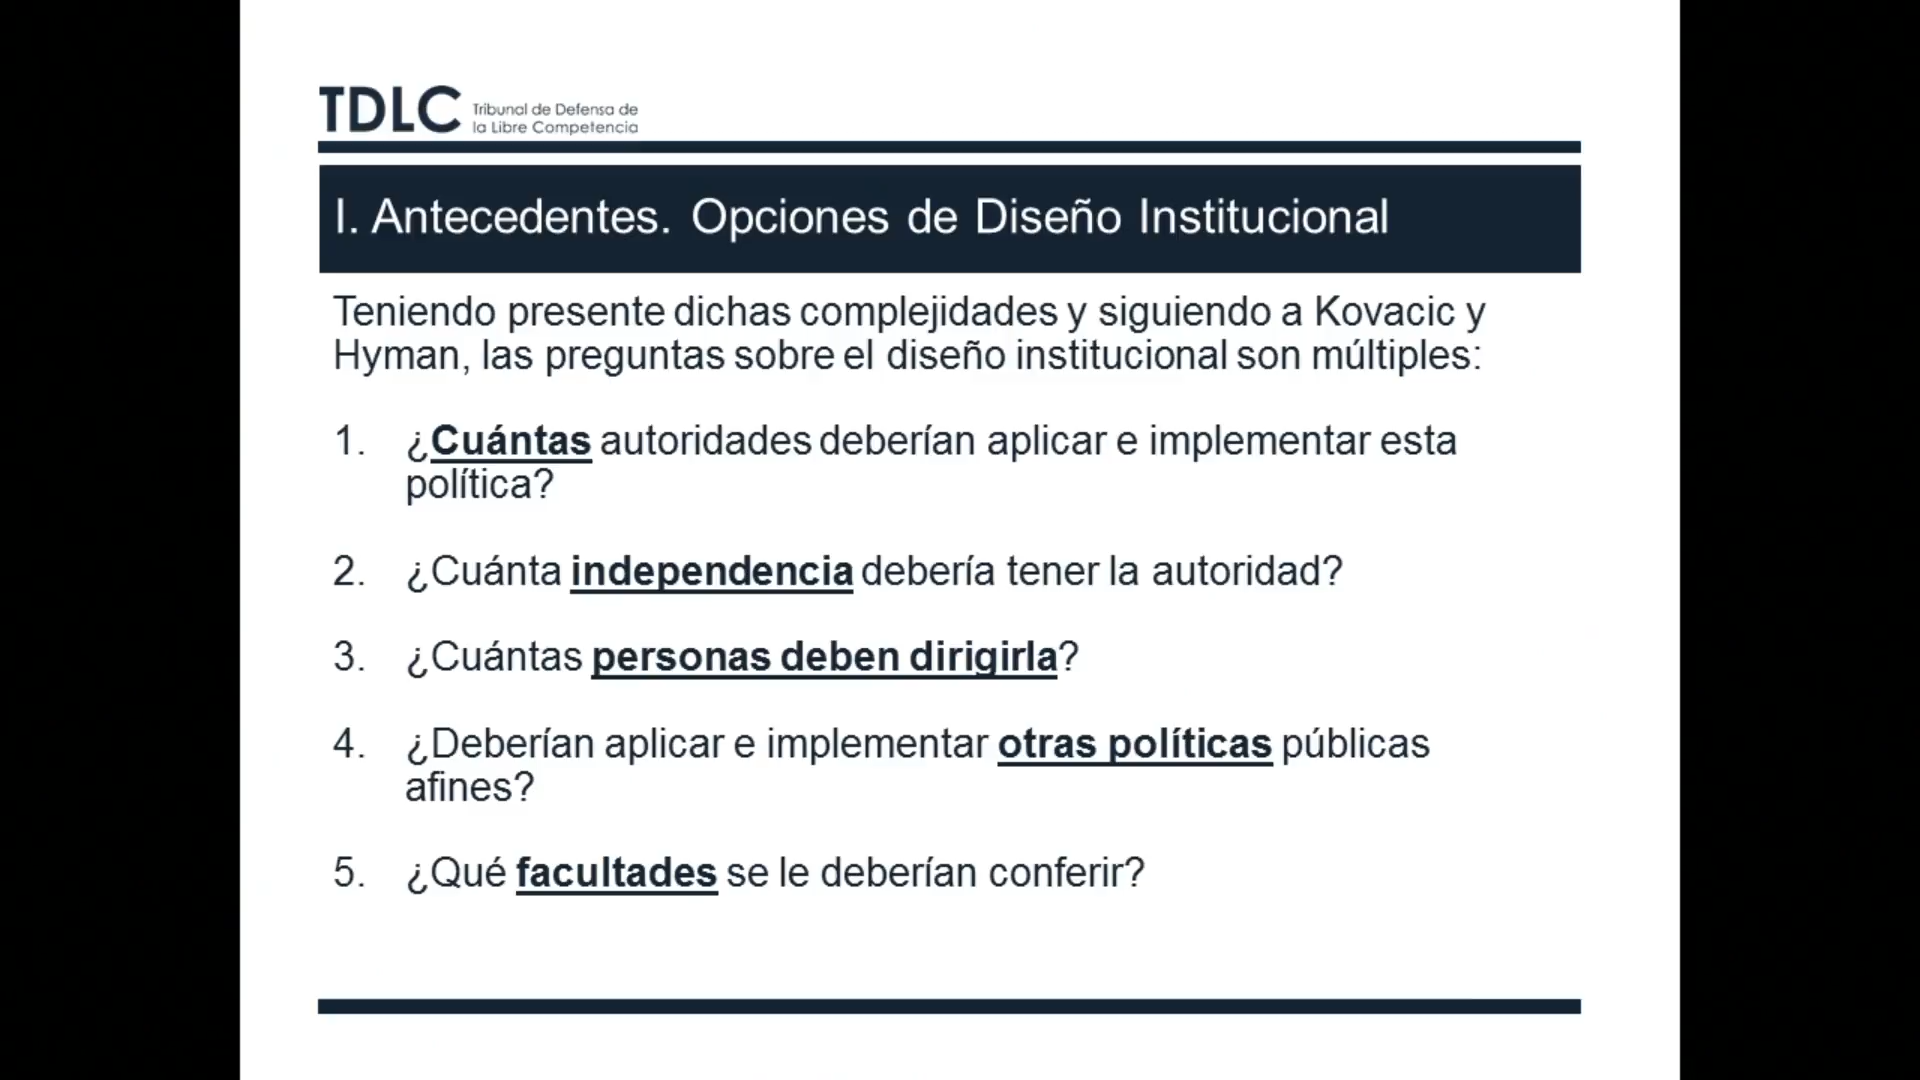 TDLC
Tribunal de Defensa de
la Libre Competencia
I. Antecedentes. Opciones de Diseño Institucional
Teniendo presente dichas complejidades y siguiendo a Kovacic y
Hyman, las preguntas sobre el diseño institucional son múltiples:
1. ¿Cuántas autoridades deberían aplicar e implementar esta
política?
2. ¿Cuánta independencia debería tener la autoridad?
3. ¿Cuántas personas deben dirigirla?
4. ¿Deberían aplicar e implementar otras políticas públicas
afines?
5. ¿Qué facultades se le deberían conferir?